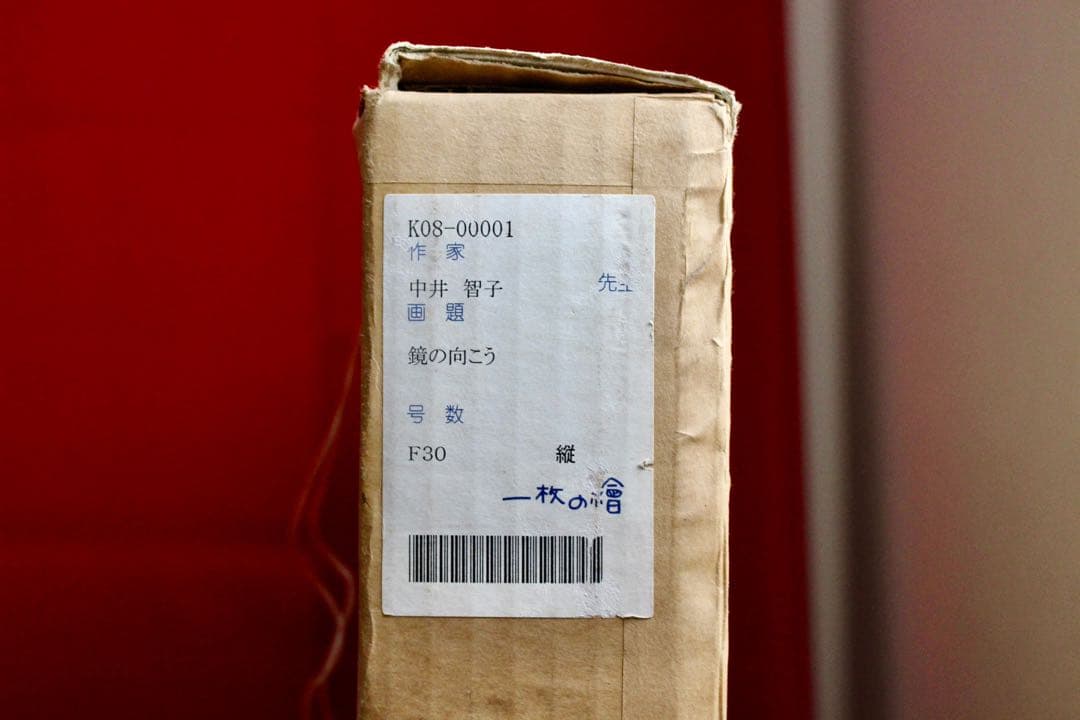 K08-00001
作家
中井 智子 先生
画題
鏡の向こう
号数
F30 縦
一枚の繪